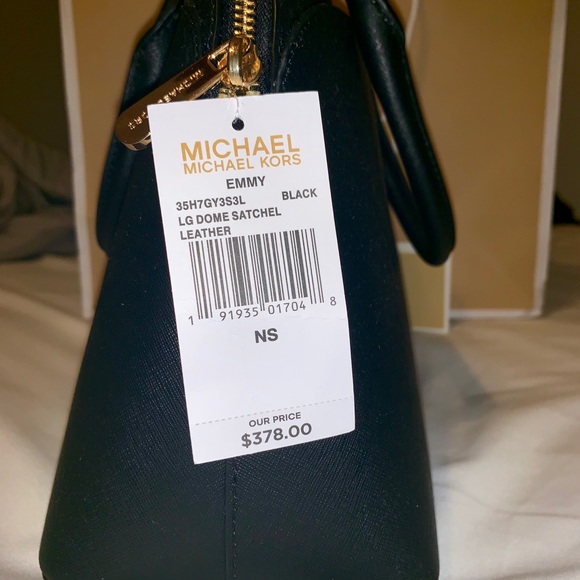 MICHAEL
MICHAEL KORS
EMMY
35H7GY3S3L BLACK
LG DOME SATCHEL
LEATHER
1 91935 01704 8
NS
OUR PRICE
$378.00